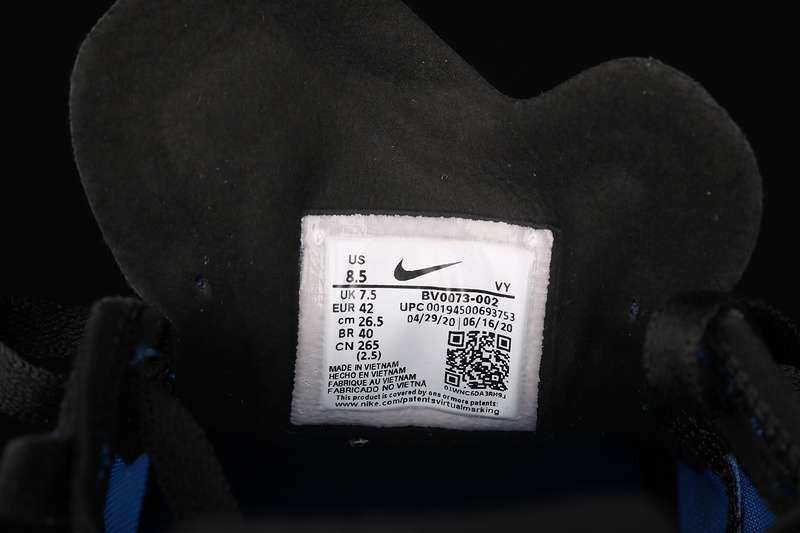 US
8.5
VY
UK 7.5
EUR 42
cm 26.5
BR 40
CN 265
(2.5)
BV0073-002
UPC 00194500693753
04/29/20 06/16/20
MADE IN VIETNAM
HECHO EN VIETNAM
FABRIQUE AU VIETNAM
FABRICADO NO VIETNÃ
This product is covered by one or more patents:
www.nike.com/patentsvirtualmarking